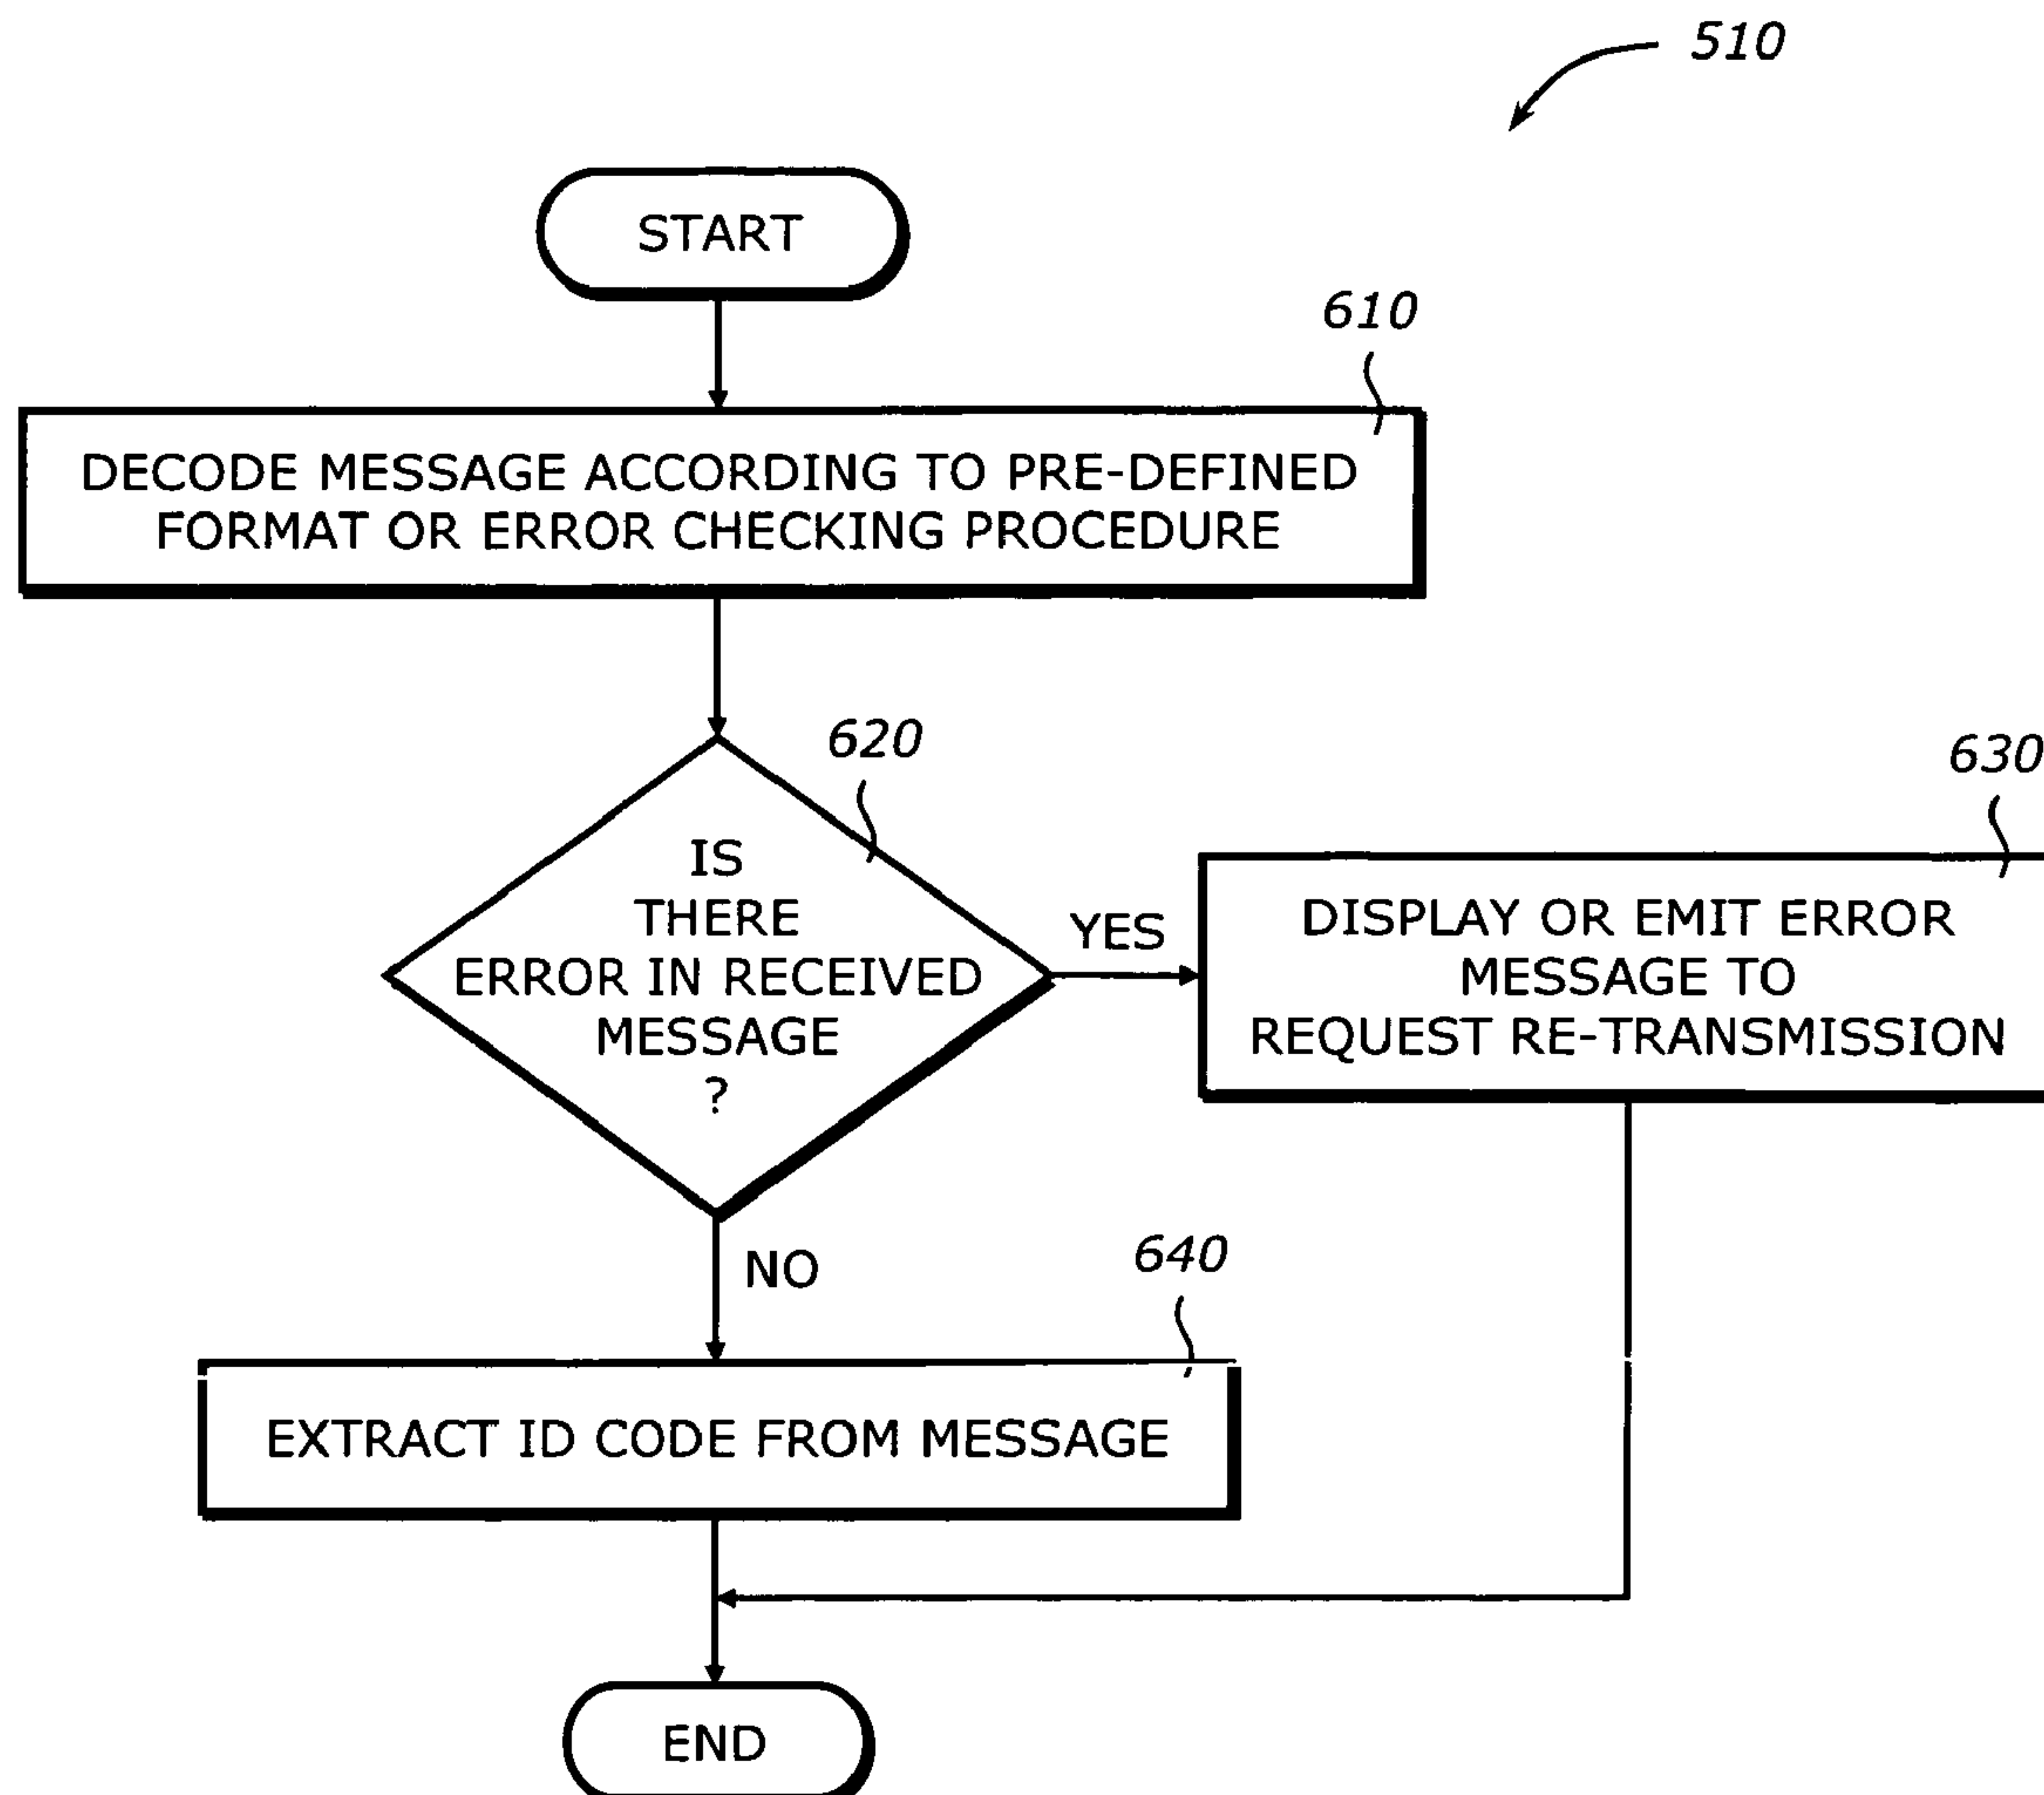 510
START
610
DECODE MESSAGE ACCORDING TO PRE-DEFINED
FORMAT OR ERROR CHECKING PROCEDURE
620
IS
THERE
ERROR IN RECEIVED
MESSAGE
?
YES
630
DISPLAY OR EMIT ERROR
MESSAGE TO
REQUEST RE-TRANSMISSION
NO
640
EXTRACT ID CODE FROM MESSAGE
END